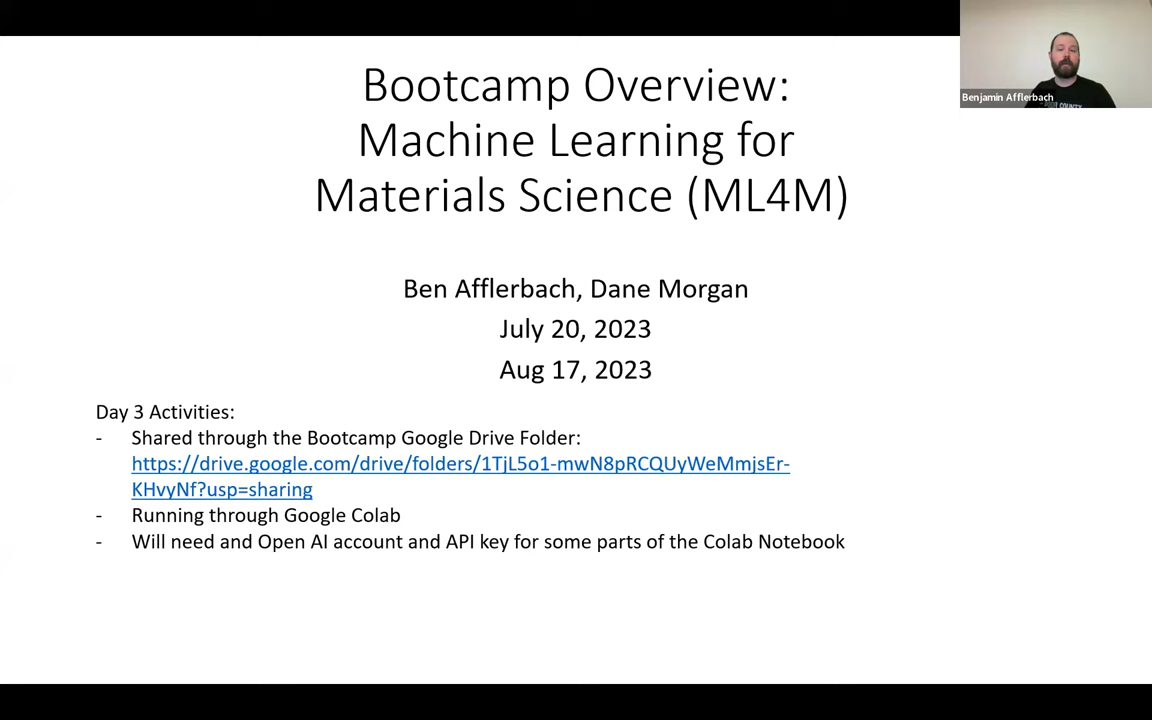 Bootcamp Overview:
Machine Learning for
Materials Science (ML4M)
Benjamin Afflerbach
Ben Afflerbach, Dane Morgan
July 20, 2023
Aug 17, 2023
Day 3 Activities:
- Shared through the Bootcamp Google Drive Folder:
https://drive.google.com/drive/folders/1TjL5o1-mwN8pRCQUyWeMmjsEr-
KHvyNf?usp=sharing
- Running through Google Colab
- Will need and Open AI account and API key for some parts of the Colab Notebook